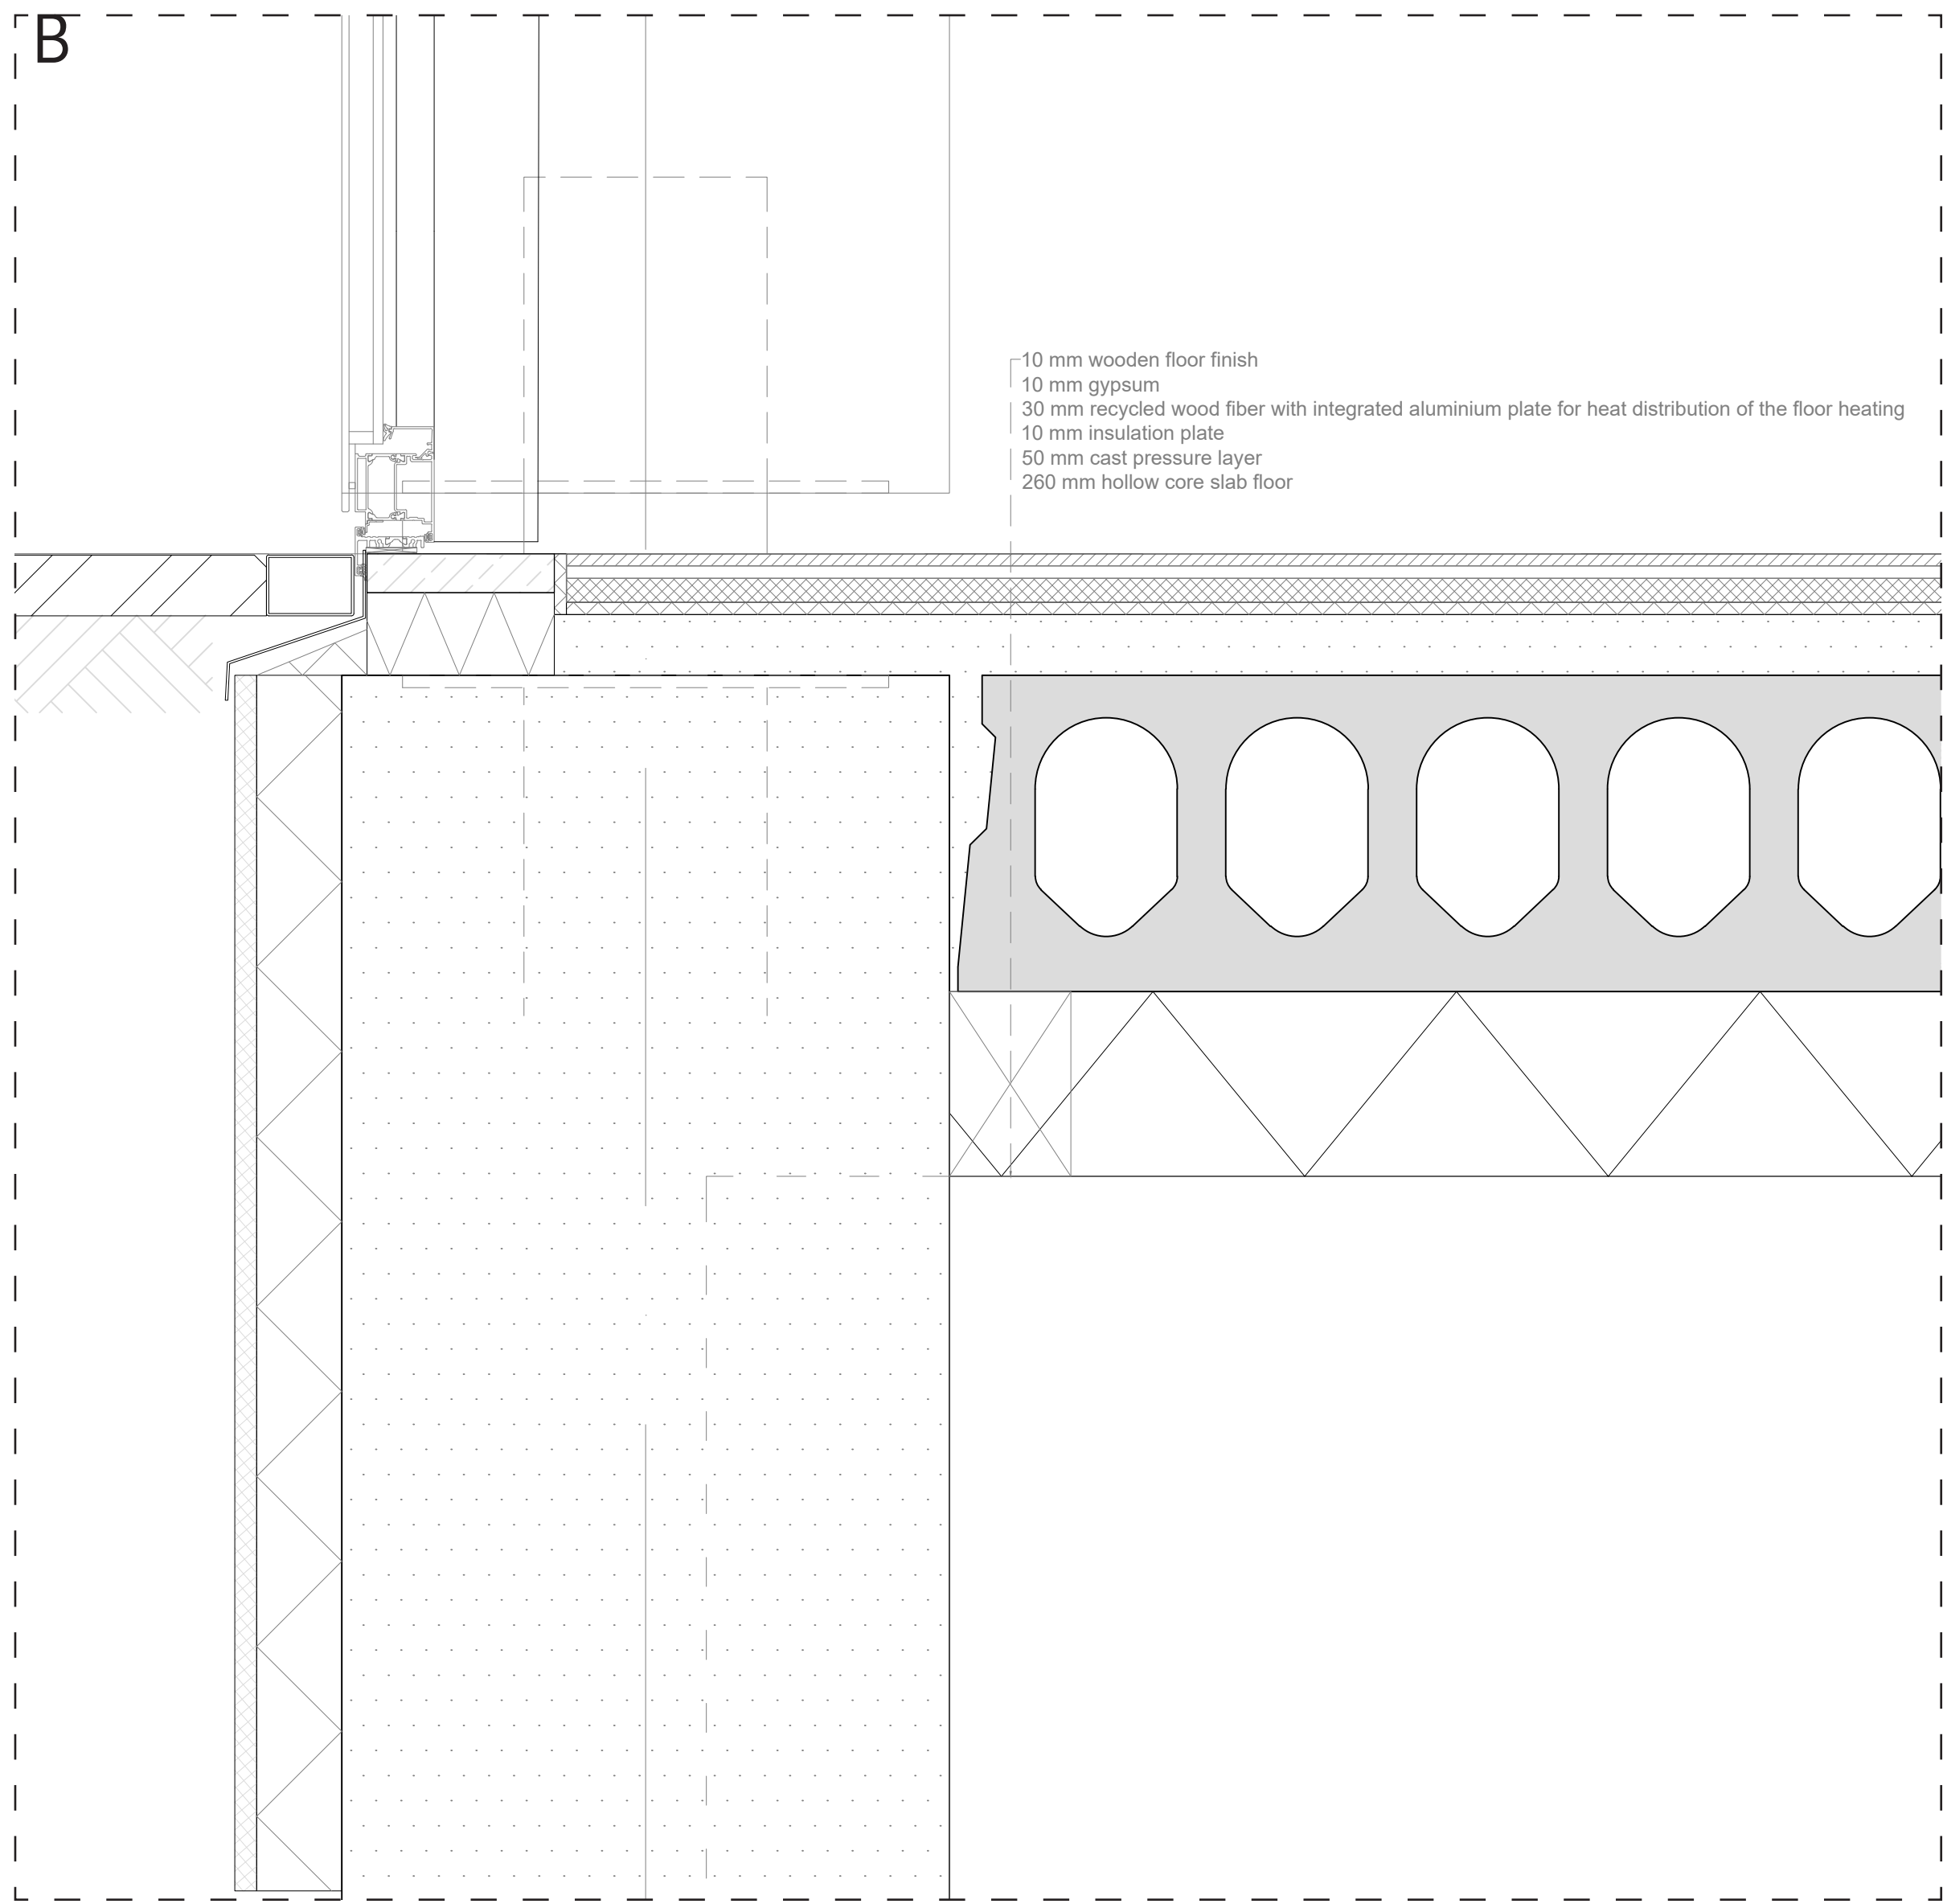 B
10 mm wooden floor finish
10 mm gypsum
30 mm recycled wood fiber with integrated aluminium plate for heat distribution of the floor heating
10 mm insulation plate
50 mm cast pressure layer
260 mm hollow core slab floor